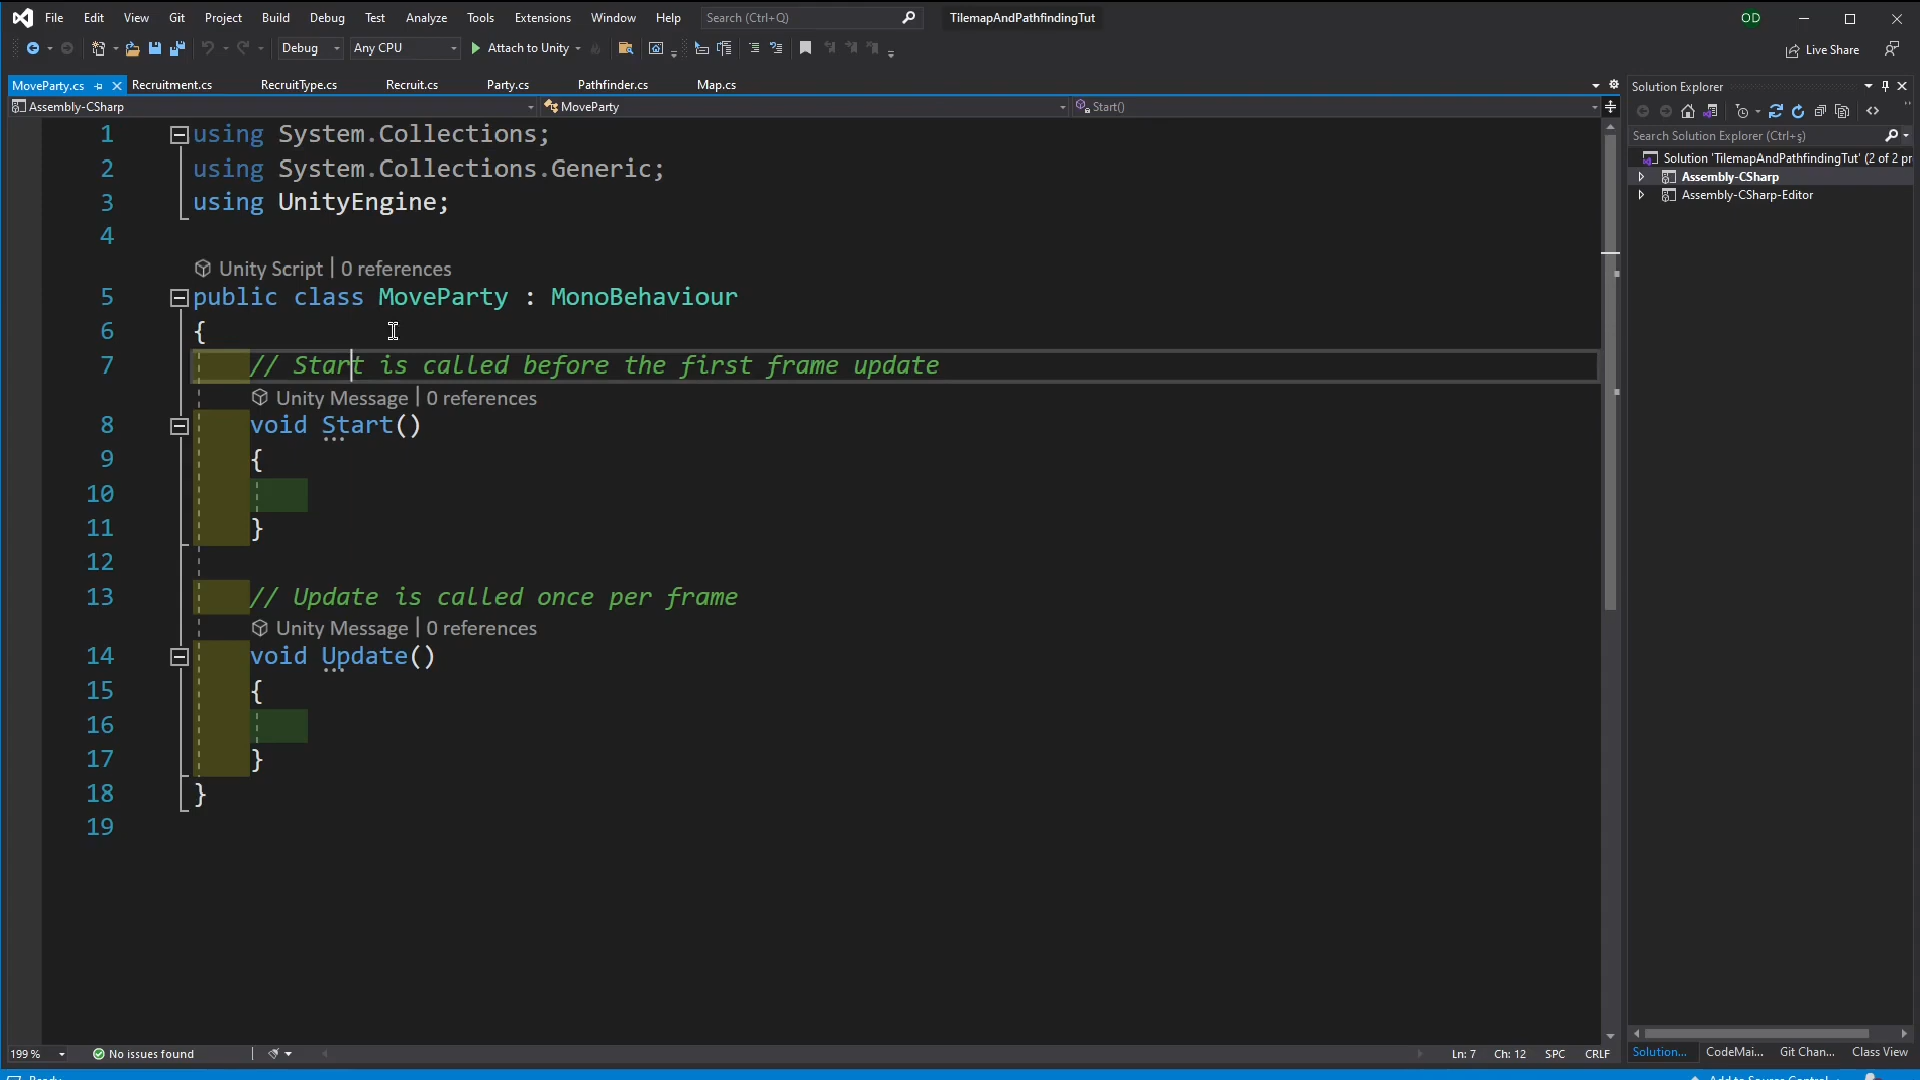 File Edit View Git Project Build Debug Test Analyze Tools Extensions Window Help Search (Ctrl+Q) TilemapAndPathfindingTut OD
Debug Any CPU Attach to Unity Live Share
MoveParty.cs Recruitment.cs RecruitType.cs Recruit.cs Party.cs Pathfinder.cs Map.cs
Assembly-CSharp MoveParty Start()
1 using System.Collections;
2 using System.Collections.Generic;
3 using UnityEngine;
4
Unity Script | 0 references
5 public class MoveParty : MonoBehaviour
6 {
7 // Start is called before the first frame update
Unity Message | 0 references
8 void Start()
9 {
10
11 }
12
13 // Update is called once per frame
Unity Message | 0 references
14 void Update()
15 {
16
17 }
18 }
19
Solution Explorer
Search Solution Explorer (Ctrl+ş)
Solution 'TilemapAndPathfindingTut' (2 of 2 pr
Assembly-CSharp
Assembly-CSharp-Editor
Solution... CodeMai... Git Chan... Class View
199 % No issues found Ln: 7 Ch: 12 SPC CRLF